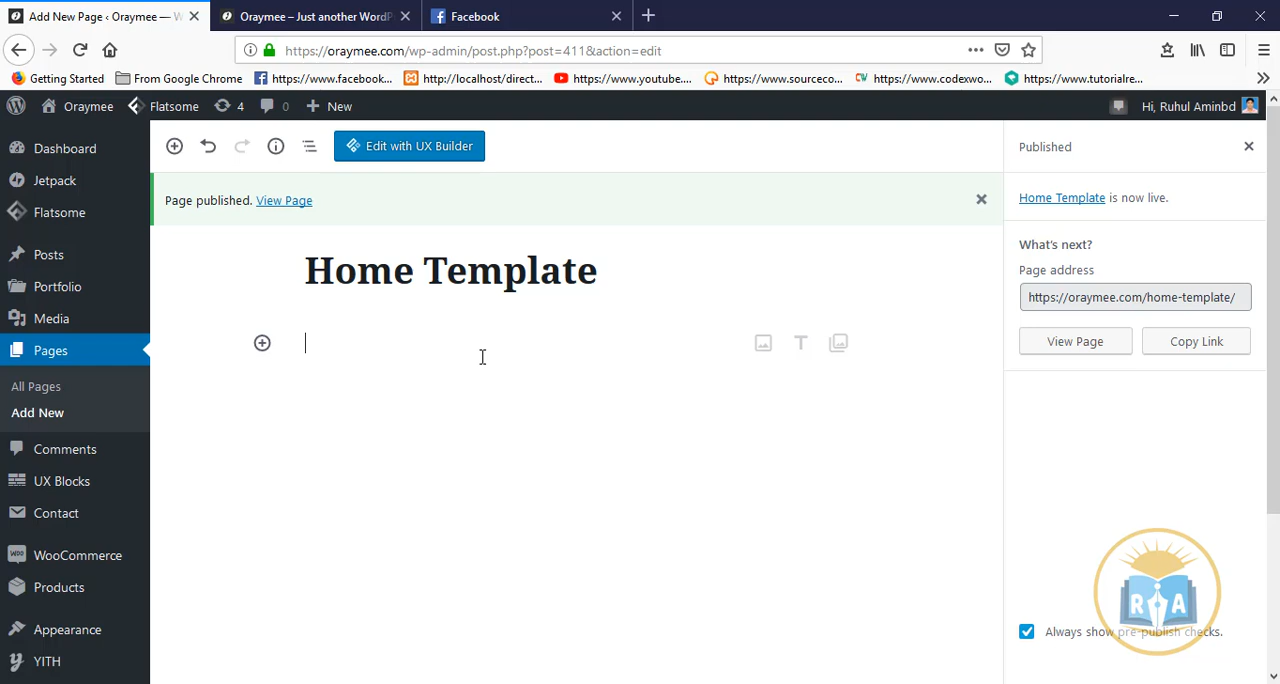 Add New Page ‹ Oraymee — W
Oraymee – Just another WordP
Facebook
https://oraymee.com/wp-admin/post.php?post=411&action=edit
Getting Started
From Google Chrome
https://www.facebook...
http://localhost/direct...
https://www.youtube....
https://www.sourceco...
https://www.codexwo...
https://www.tutorialre...
Oraymee
Flatsome
4
0
New
Hi, Ruhul Aminbd
Dashboard
Jetpack
Flatsome
Posts
Portfolio
Media
Pages
All Pages
Add New
Comments
UX Blocks
Contact
WooCommerce
Products
Appearance
YITH
Edit with UX Builder
Page published. View Page
Home Template
Published
Home Template is now live.
What's next?
Page address
https://oraymee.com/home-template/
View Page
Copy Link
Always show pre-publish checks.
R A